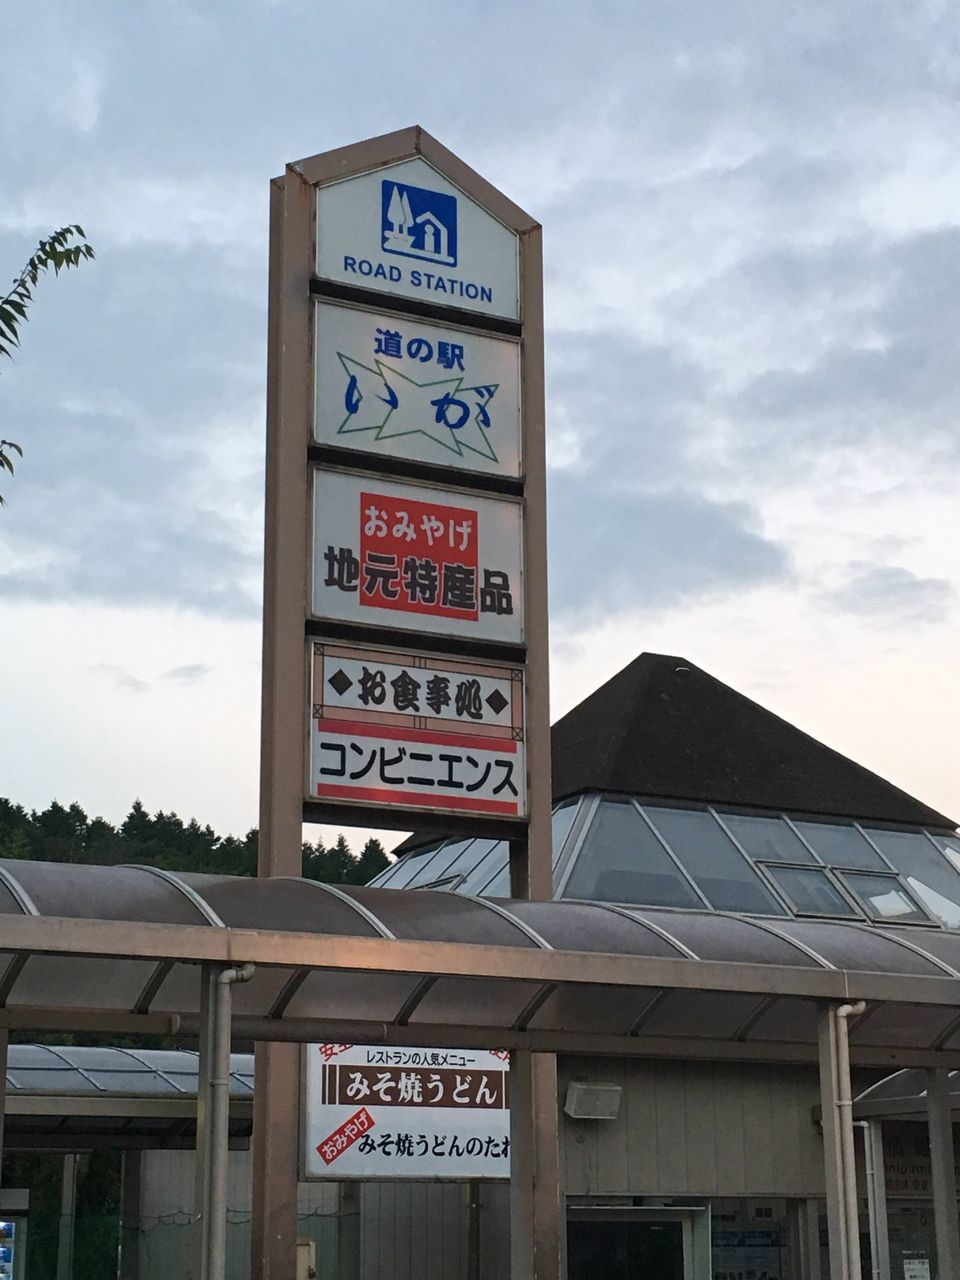 ROAD STATION
道の駅
いが
おみやげ
地元特産品
◆お食事処◆
コンビニエンス
レストランの人気メニュー
みそ焼うどん
おみやげ
みそ焼うどんのたれ